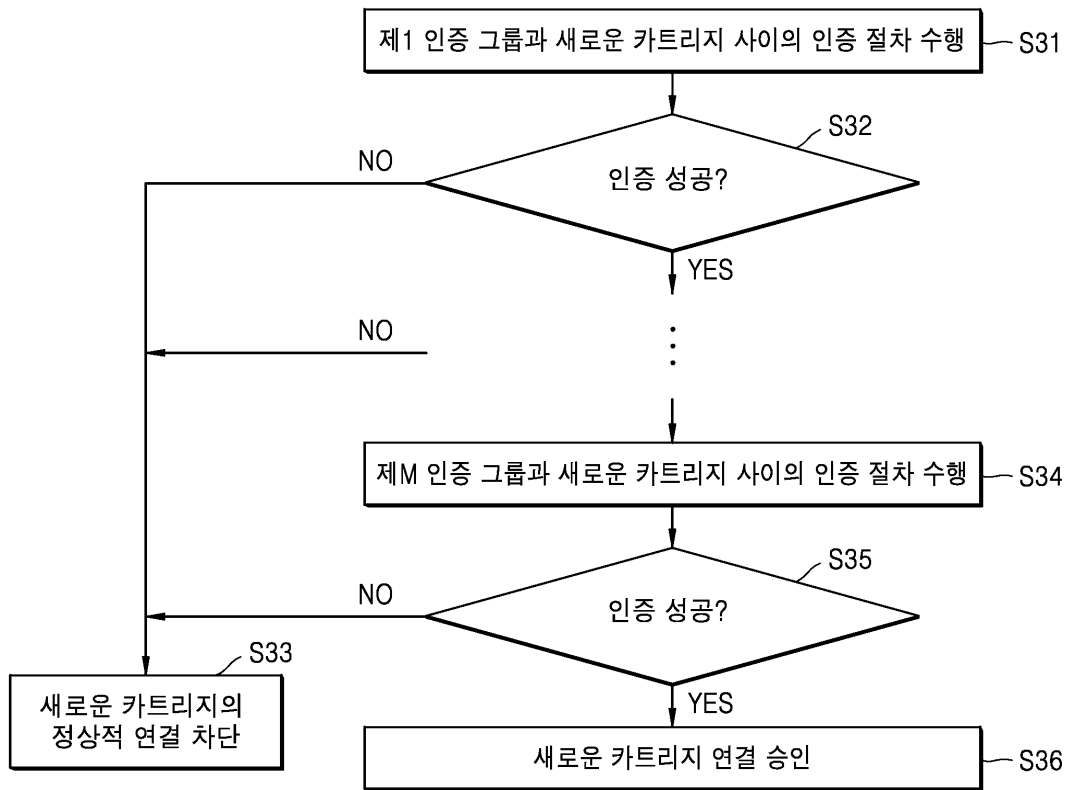 제1 인증 그룹과 새로운 카트리지 사이의 인증 절차 수행
S31
S32
NO
인증 성공?
YES
NO
제M 인증 그룹과 새로운 카트리지 사이의 인증 절차 수행
S34
S35
NO
인증 성공?
S33
YES
새로운 카트리지의
정상적 연결 차단
새로운 카트리지 연결 승인
S36